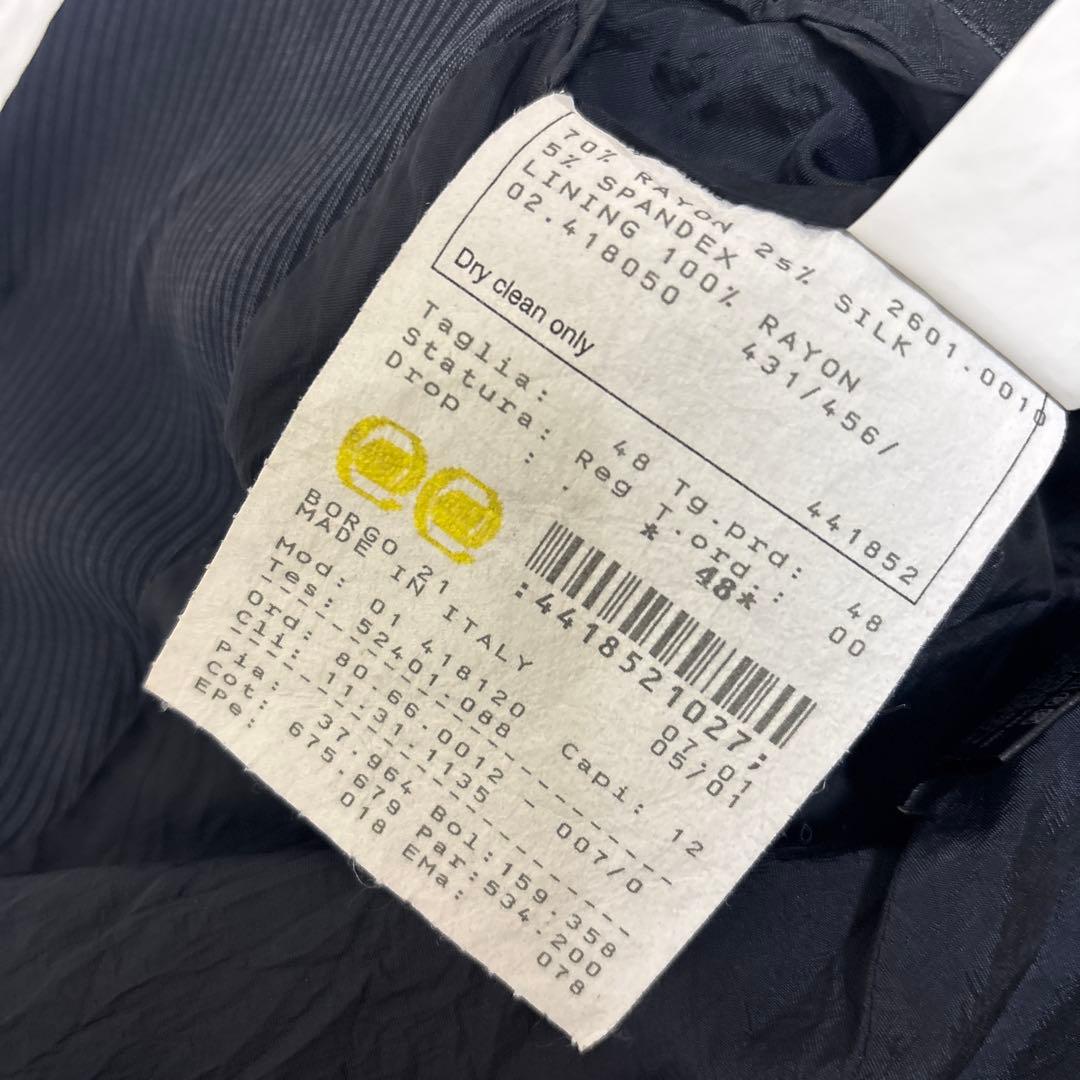 2601.0010
70% RAYON 25% SILK
5% SPANDEX
LINING 100% RAYON
02.418050 431/456/
Dry clean only
441852
Taglia: 48 Tg.prd: 48
Statura: Reg T.ord.: 00
Drop : . *48*
:4418521027;
BORGO 21 07.01
MADE IN ITALY 05/01
Mod: 01 418120
Tes: 52401-088 Capi: 12
Ord: 80.66.0012 - 007/0
Cli: 11.31.1135
Pia: 37.964 Bol:159.358
Cot: 675.679 Par:534.200
EPe: 018 EMa: 078